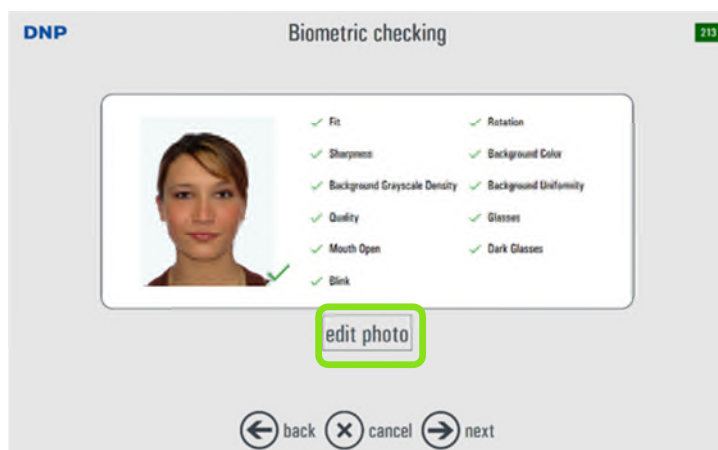 DNP
Biometric checking
213
Fit
Rotation
Sharpness
Background Color
Background Grayscale Density
Background Uniformity
Quality
Glasses
Mouth Open
Dark Glasses
Blink
edit photo
back
cancel
next